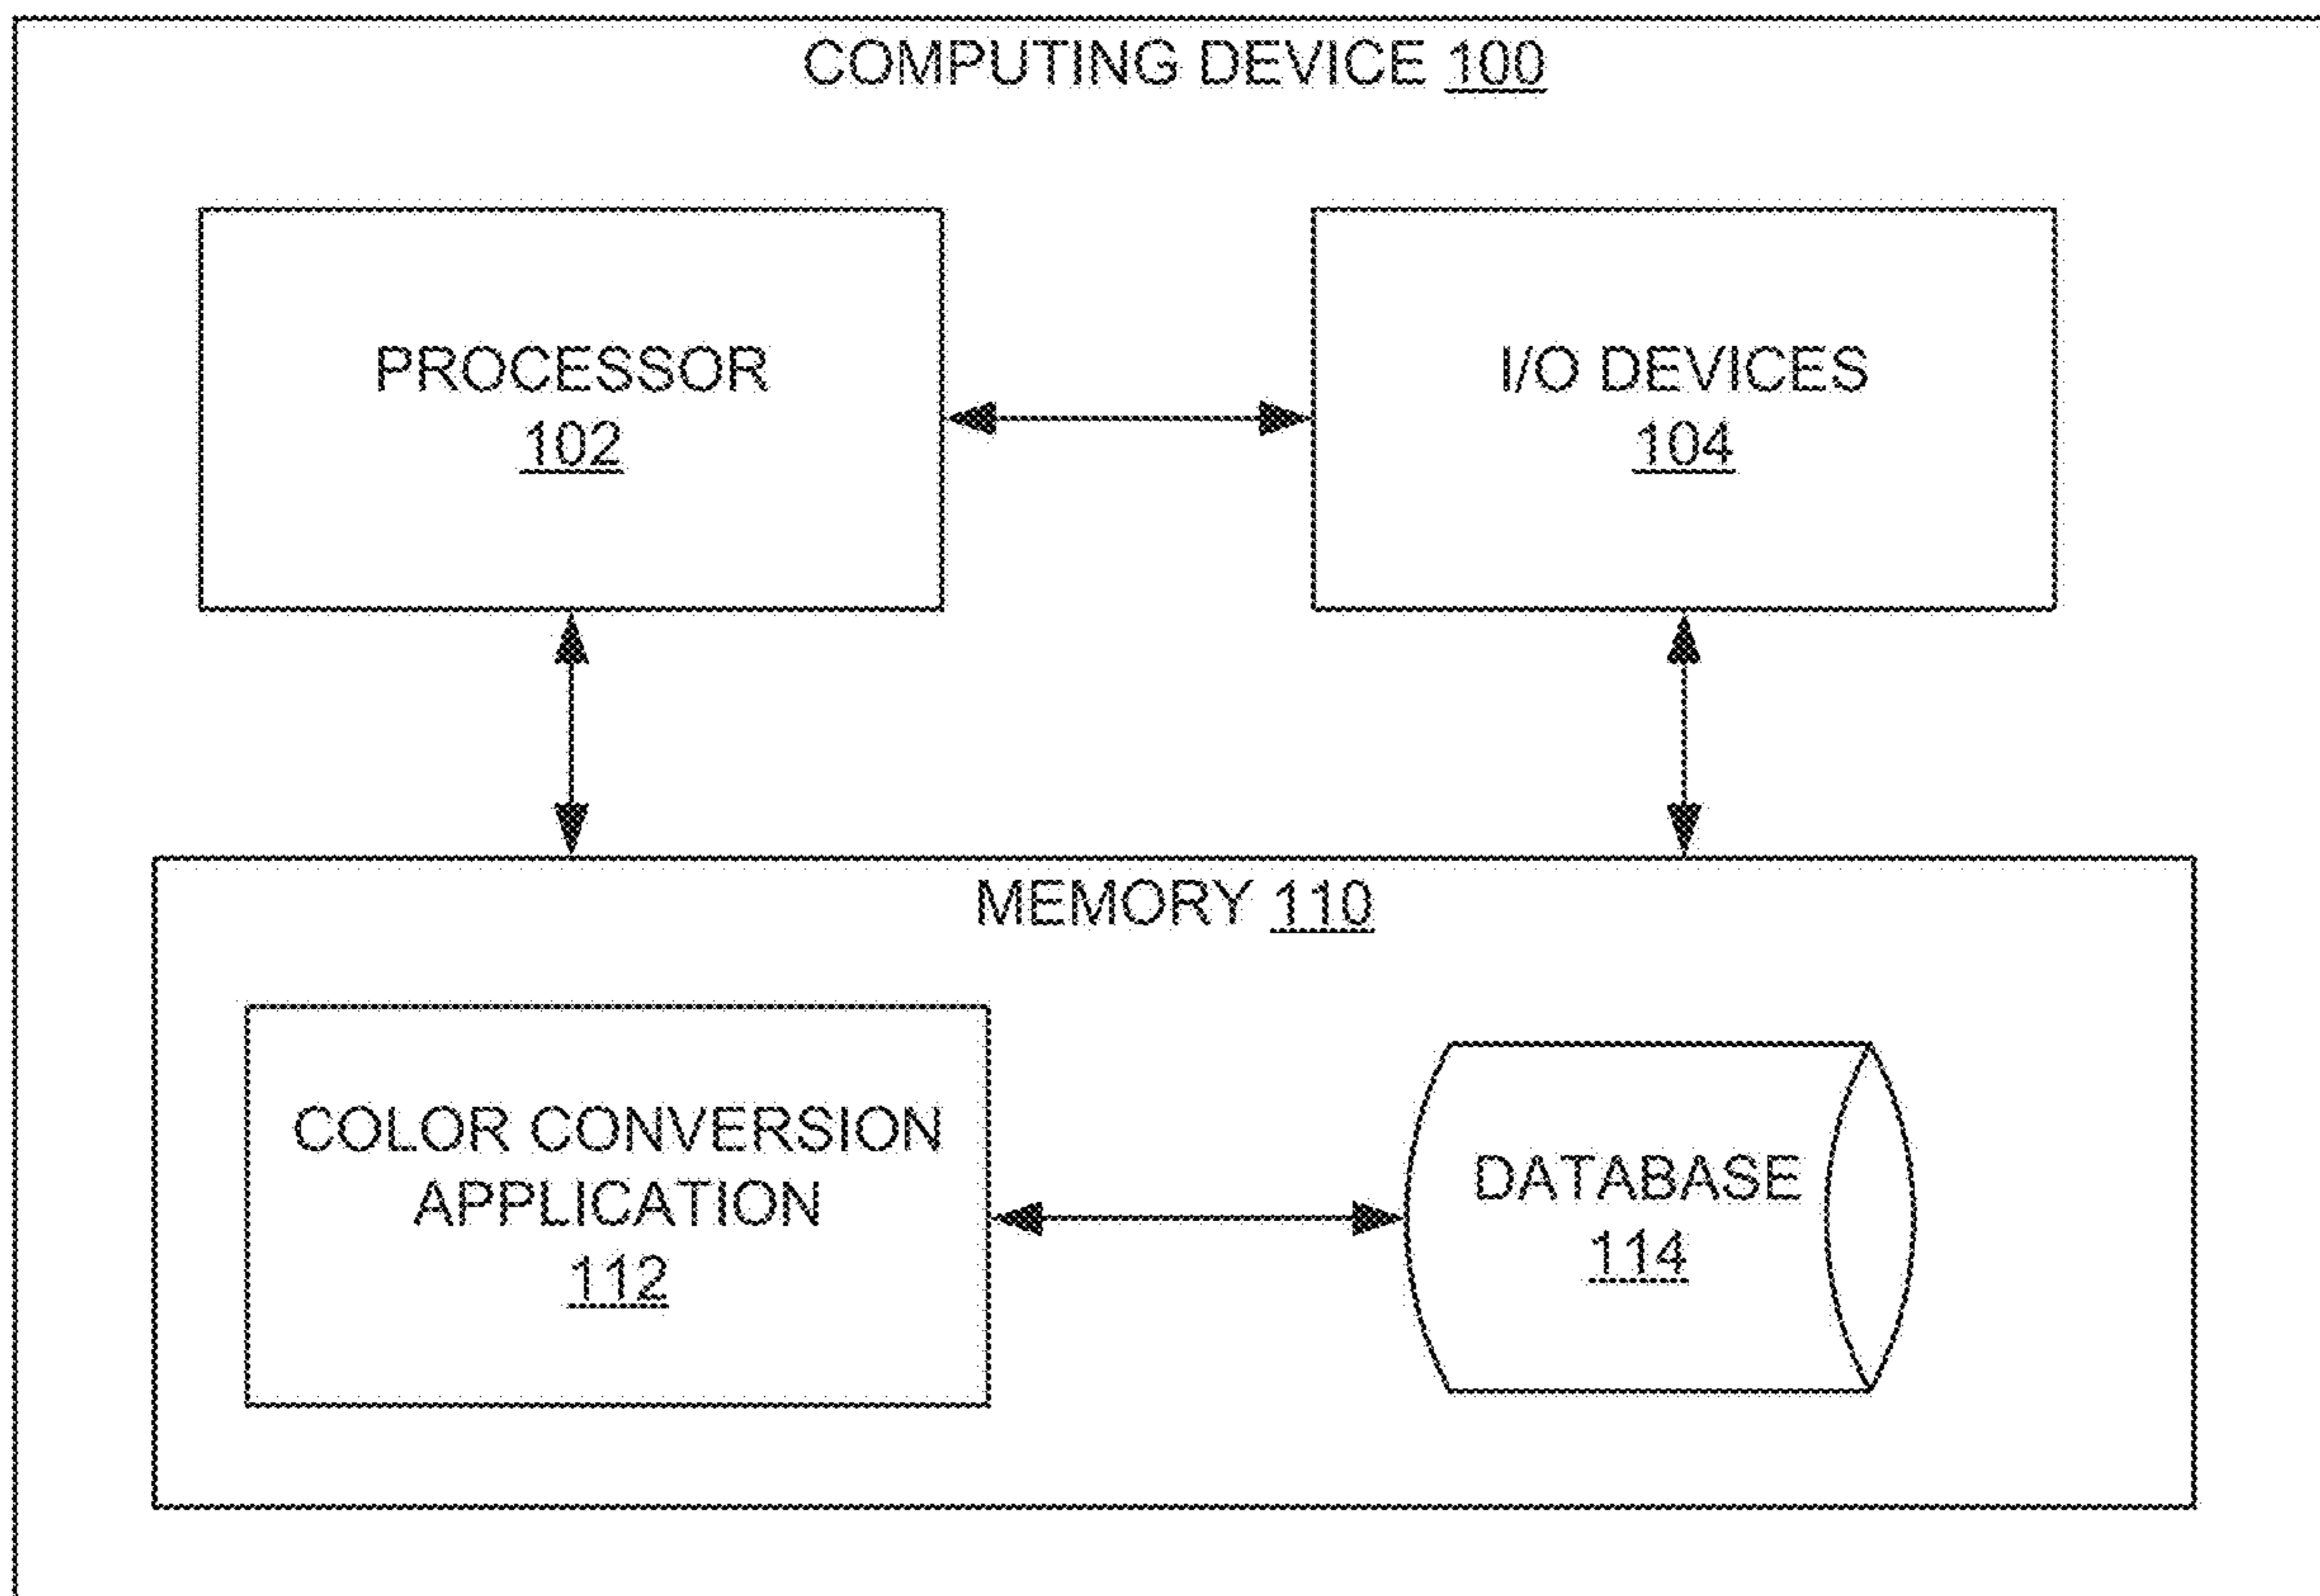 COMPUTING DEVICE 100
PROCESSOR
102
I/O DEVICES
104
MEMORY 110
COLOR CONVERSION
APPLICATION
112
DATABASE
114